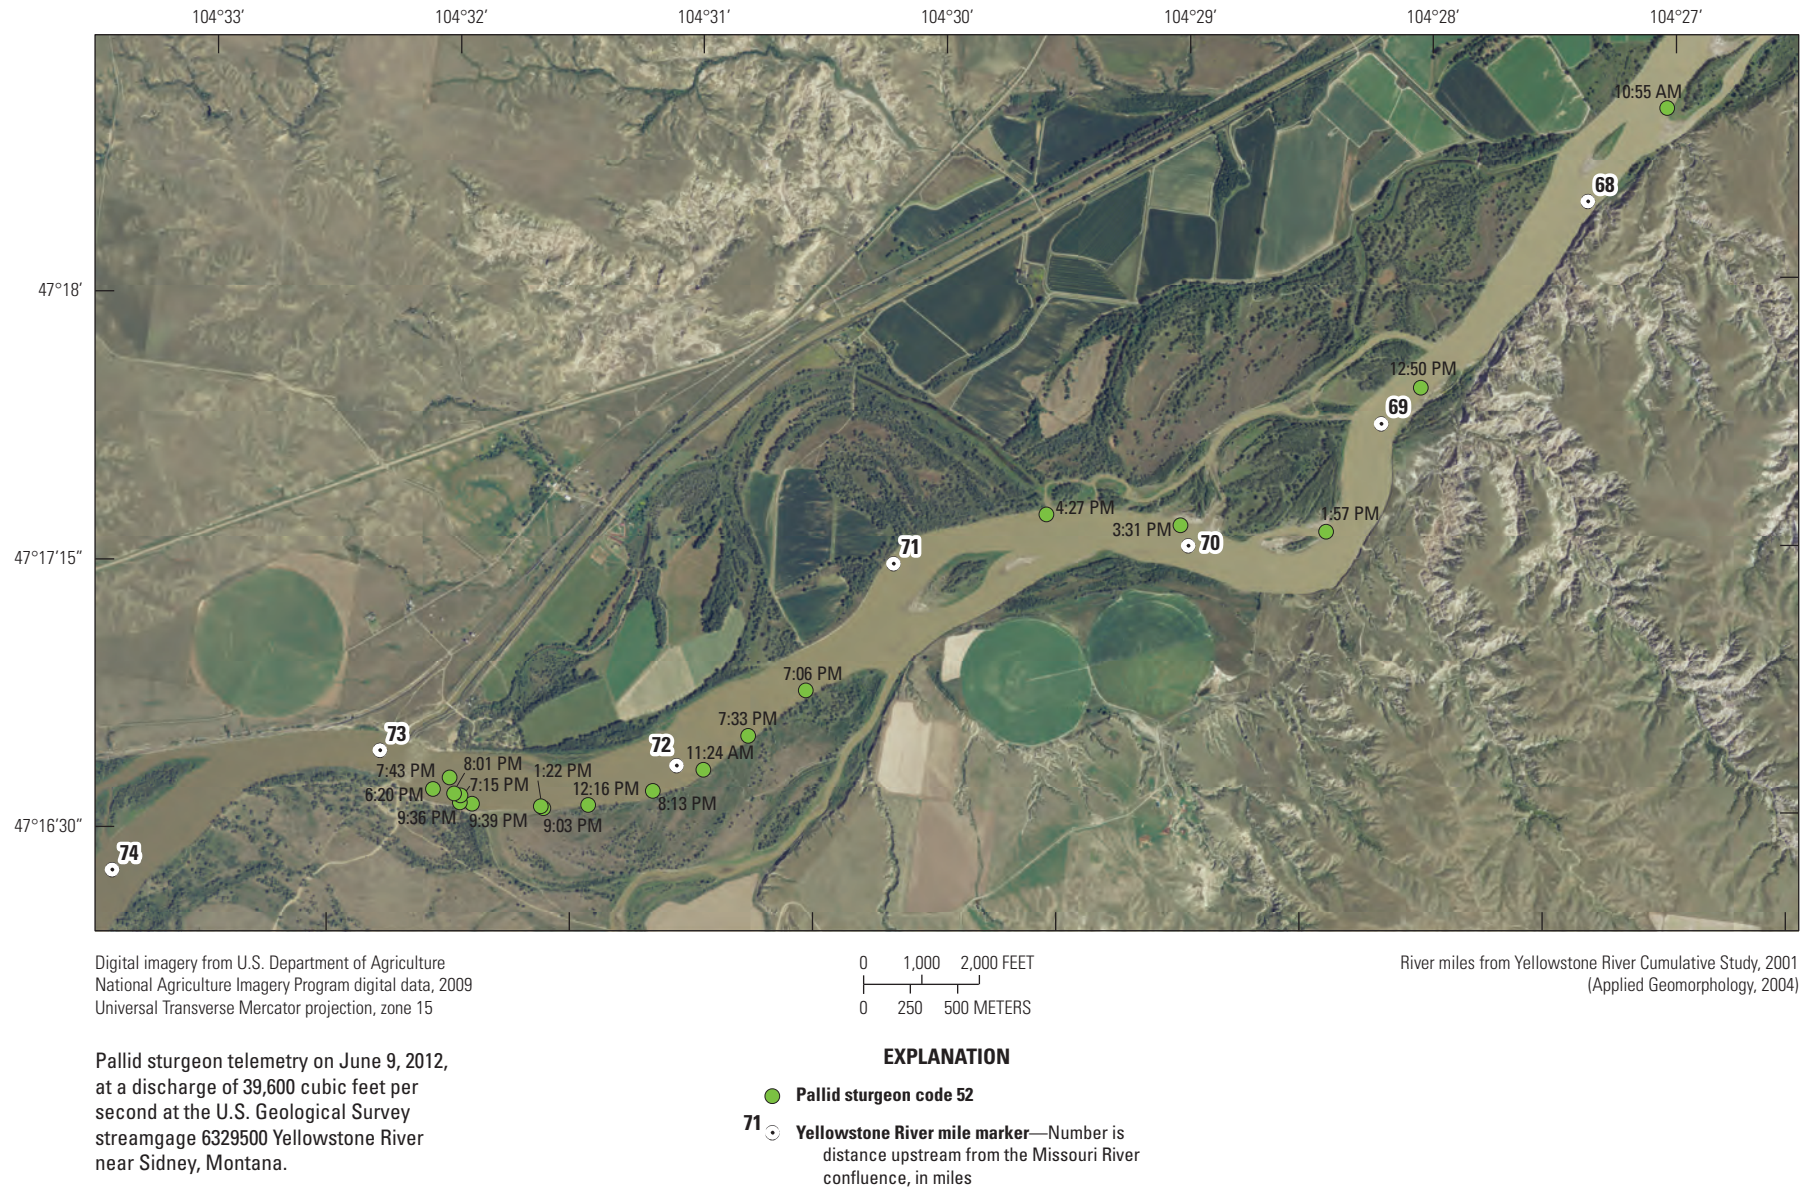 104°33′ 104°32′ 104°31′ 104°30′ 104°29′ 104°28′ 104°27′
10:55 AM
68
47°18′
12:50 PM
69
4:27 PM
1:57 PM
3:31 PM
70
71
47°17′15″
7:06 PM
7:33 PM
73
72
11:24 AM
7:43 PM
8:01 PM
1:22 PM
7:15 PM
12:16 PM
6:20 PM
8:13 PM
9:36 PM
9:39 PM
9:03 PM
47°16′30″
74
Digital imagery from U.S. Department of Agriculture
National Agriculture Imagery Program digital data, 2009
Universal Transverse Mercator projection, zone 15
0 1,000 2,000 FEET
0 250 500 METERS
River miles from Yellowstone River Cumulative Study, 2001
(Applied Geomorphology, 2004)
Pallid sturgeon telemetry on June 9, 2012,
at a discharge of 39,600 cubic feet per
second at the U.S. Geological Survey
streamgage 6329500 Yellowstone River
near Sidney, Montana.
EXPLANATION
Pallid sturgeon code 52
71 Yellowstone River mile marker—Number is
distance upstream from the Missouri River
confluence, in miles